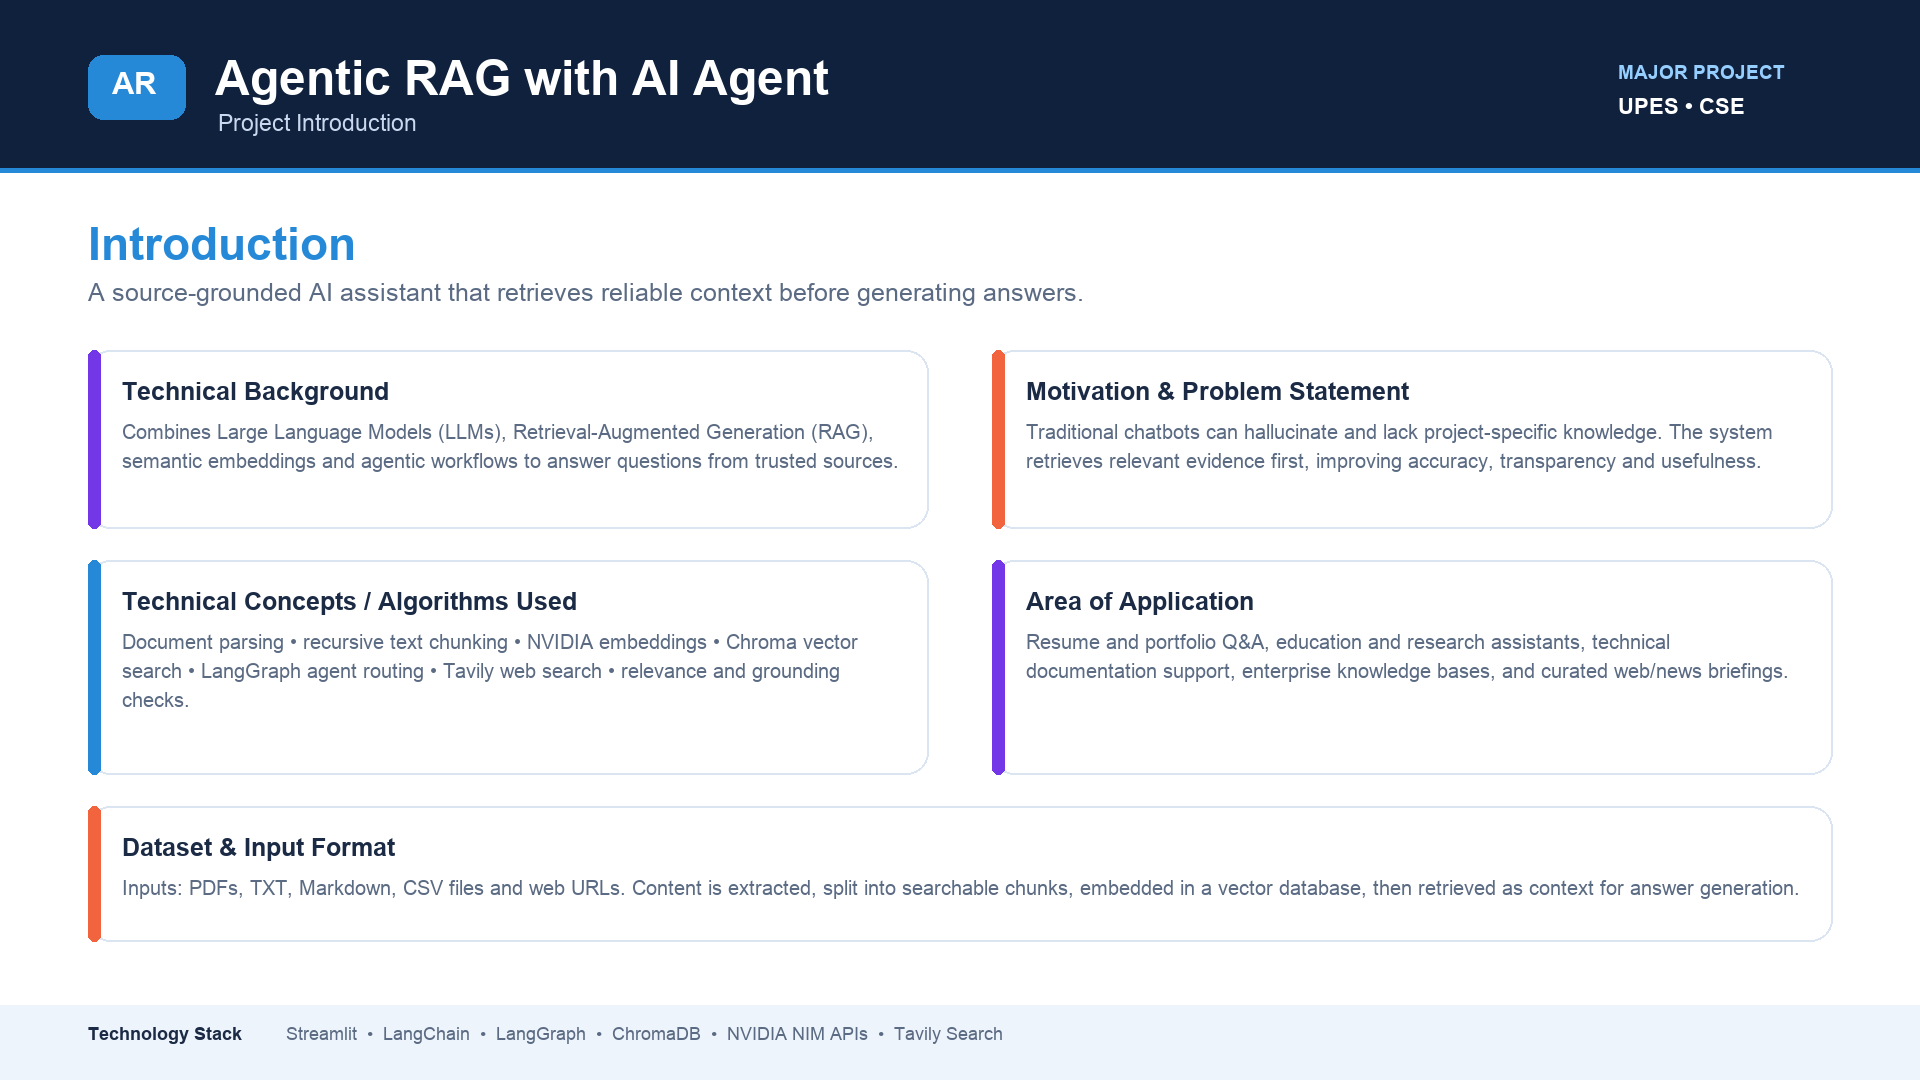 AR
Agentic RAG with AI Agent
Project Introduction
MAJOR PROJECT
UPES • CSE
Introduction
A source-grounded AI assistant that retrieves reliable context before generating answers.
Technical Background
Combines Large Language Models (LLMs), Retrieval-Augmented Generation (RAG),
semantic embeddings and agentic workflows to answer questions from trusted sources.
Motivation & Problem Statement
Traditional chatbots can hallucinate and lack project-specific knowledge. The system
retrieves relevant evidence first, improving accuracy, transparency and usefulness.
Technical Concepts / Algorithms Used
Document parsing • recursive text chunking • NVIDIA embeddings • Chroma vector
search • LangGraph agent routing • Tavily web search • relevance and grounding
checks.
Area of Application
Resume and portfolio Q&A, education and research assistants, technical
documentation support, enterprise knowledge bases, and curated web/news briefings.
Dataset & Input Format
Inputs: PDFs, TXT, Markdown, CSV files and web URLs. Content is extracted, split into searchable chunks, embedded in a vector database, then retrieved as context for answer generation.
Technology Stack
Streamlit • LangChain • LangGraph • ChromaDB • NVIDIA NIM APIs • Tavily Search